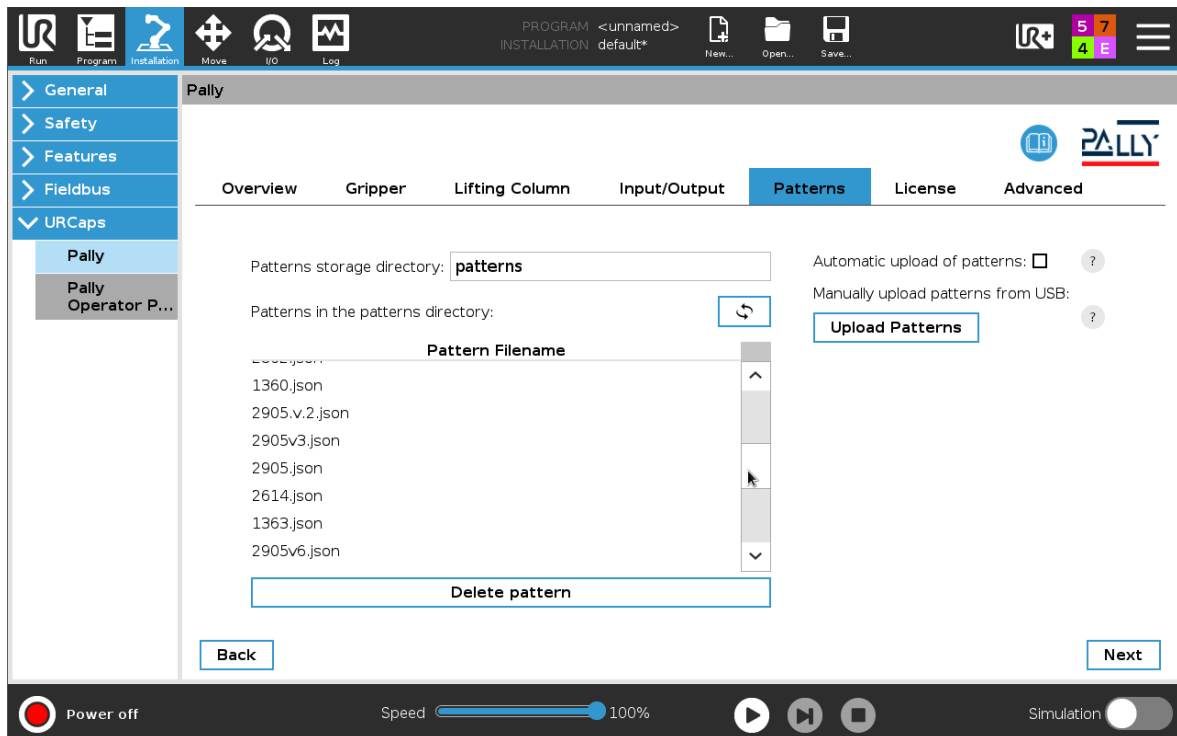 PROGRAM <unnamed>
INSTALLATION default*
Run Program Installation Move I/O Log New... Open... Save...
UR UR+ 5 7
4 E
General
Safety
Features
Fieldbus
URCaps
Pally
Pally
Operator P...
Pally
PALLY
Overview Gripper Lifting Column Input/Output Patterns License Advanced
Patterns storage directory: patterns
Automatic upload of patterns: ?
Manually upload patterns from USB:
Patterns in the patterns directory:
Upload Patterns ?
Pattern Filename
1360.json
2905.v.2.json
2905v3.json
2905.json
2614.json
1363.json
2905v6.json
Delete pattern
Back Next
Power off Speed 100% Simulation